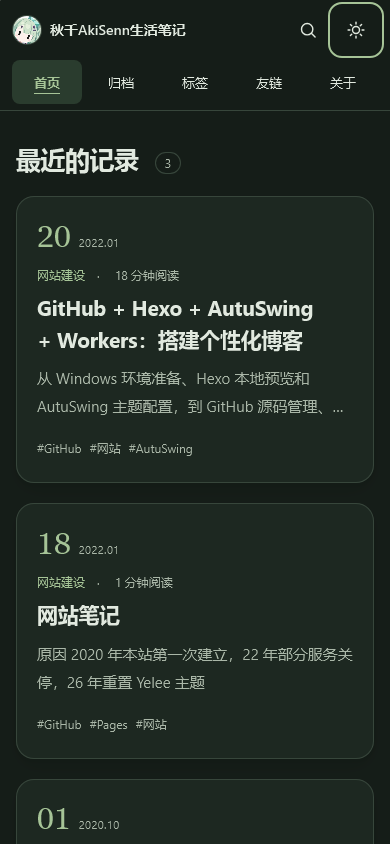 秋千AkiSenn生活笔记
首页 归档 标签 友链 关于
最近的记录 3
20 2022.01
网站建设 · 18 分钟阅读
GitHub + Hexo + AutuSwing
+ Workers：搭建个性化博客
从 Windows 环境准备、Hexo 本地预览和
AutuSwing 主题配置，到 GitHub 源码管理、...
#GitHub #网站 #AutuSwing
18 2022.01
网站建设 · 1 分钟阅读
网站笔记
原因 2020 年本站第一次建立，22 年部分服务关
停，26 年重置 Yelee 主题
#GitHub #Pages #网站
01 2020.10